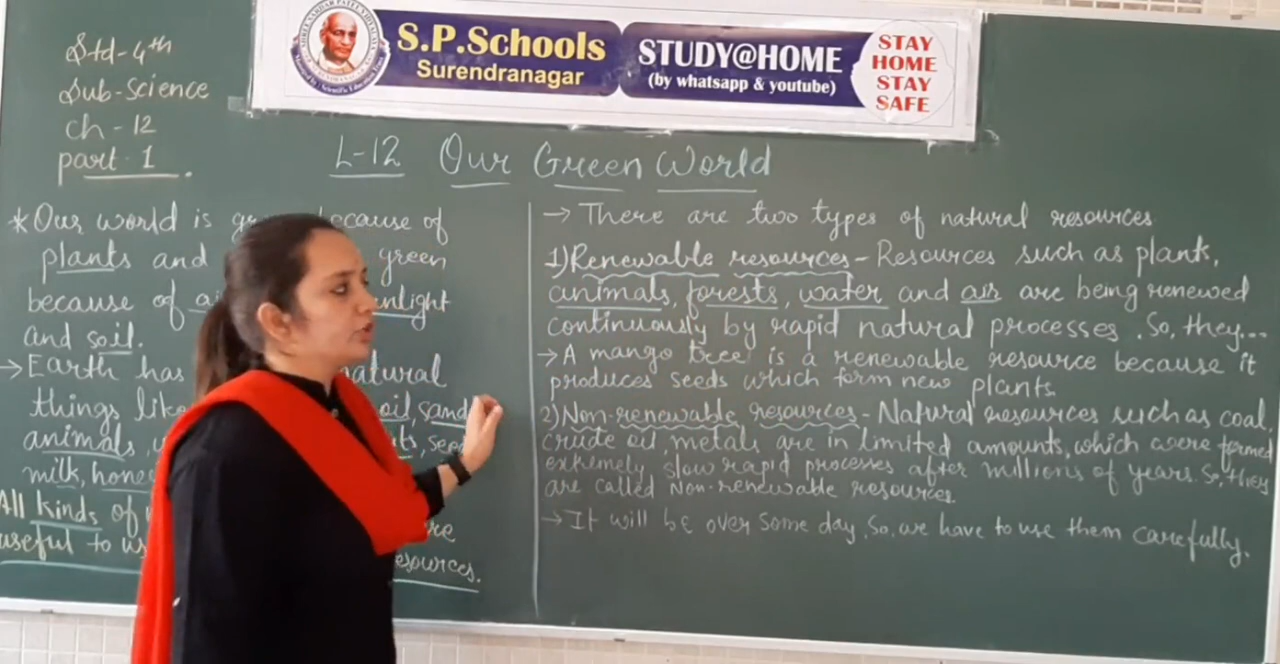 S.P.Schools
Surendranagar
STUDY@HOME
(by whatsapp & youtube)
STAY
HOME
STAY
SAFE
Std-4th
Sub-Science
ch-12
part-1
L-12 Our Green World
*Our world is because of
plants and green
because of sunlight
and soil.
→Earth has natural
things like oil, sand
animals, seed
milk, honey
All kinds of
useful to us
resources.
→ There are two types of natural resources
1) Renewable resources - Resources such as plant,
animals, forests, water and air are being renewed
continuously by rapid natural processes. So, they...
→ A mango tree is a renewable resource because it
produces seeds which form new plants.
2) Non-renewable resources - Natural resources such as coal,
crude oil, metals are in limited amounts, which were formed
extremely slow rapid processes after millions of years. So, they
are called Non-renewable resources.
→ It will be over some day. So, we have to use them carefully.